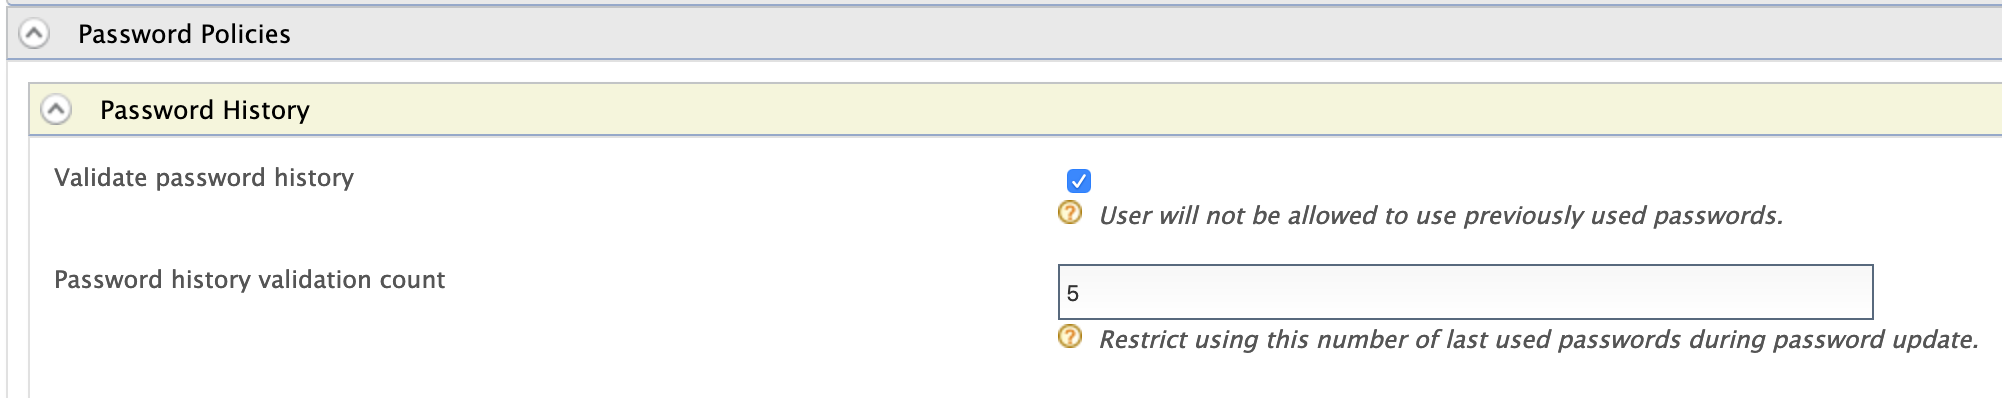 Password Policies
Password History
Validate password history
User will not be allowed to use previously used passwords.
Password history validation count
5
Restrict using this number of last used passwords during password update.